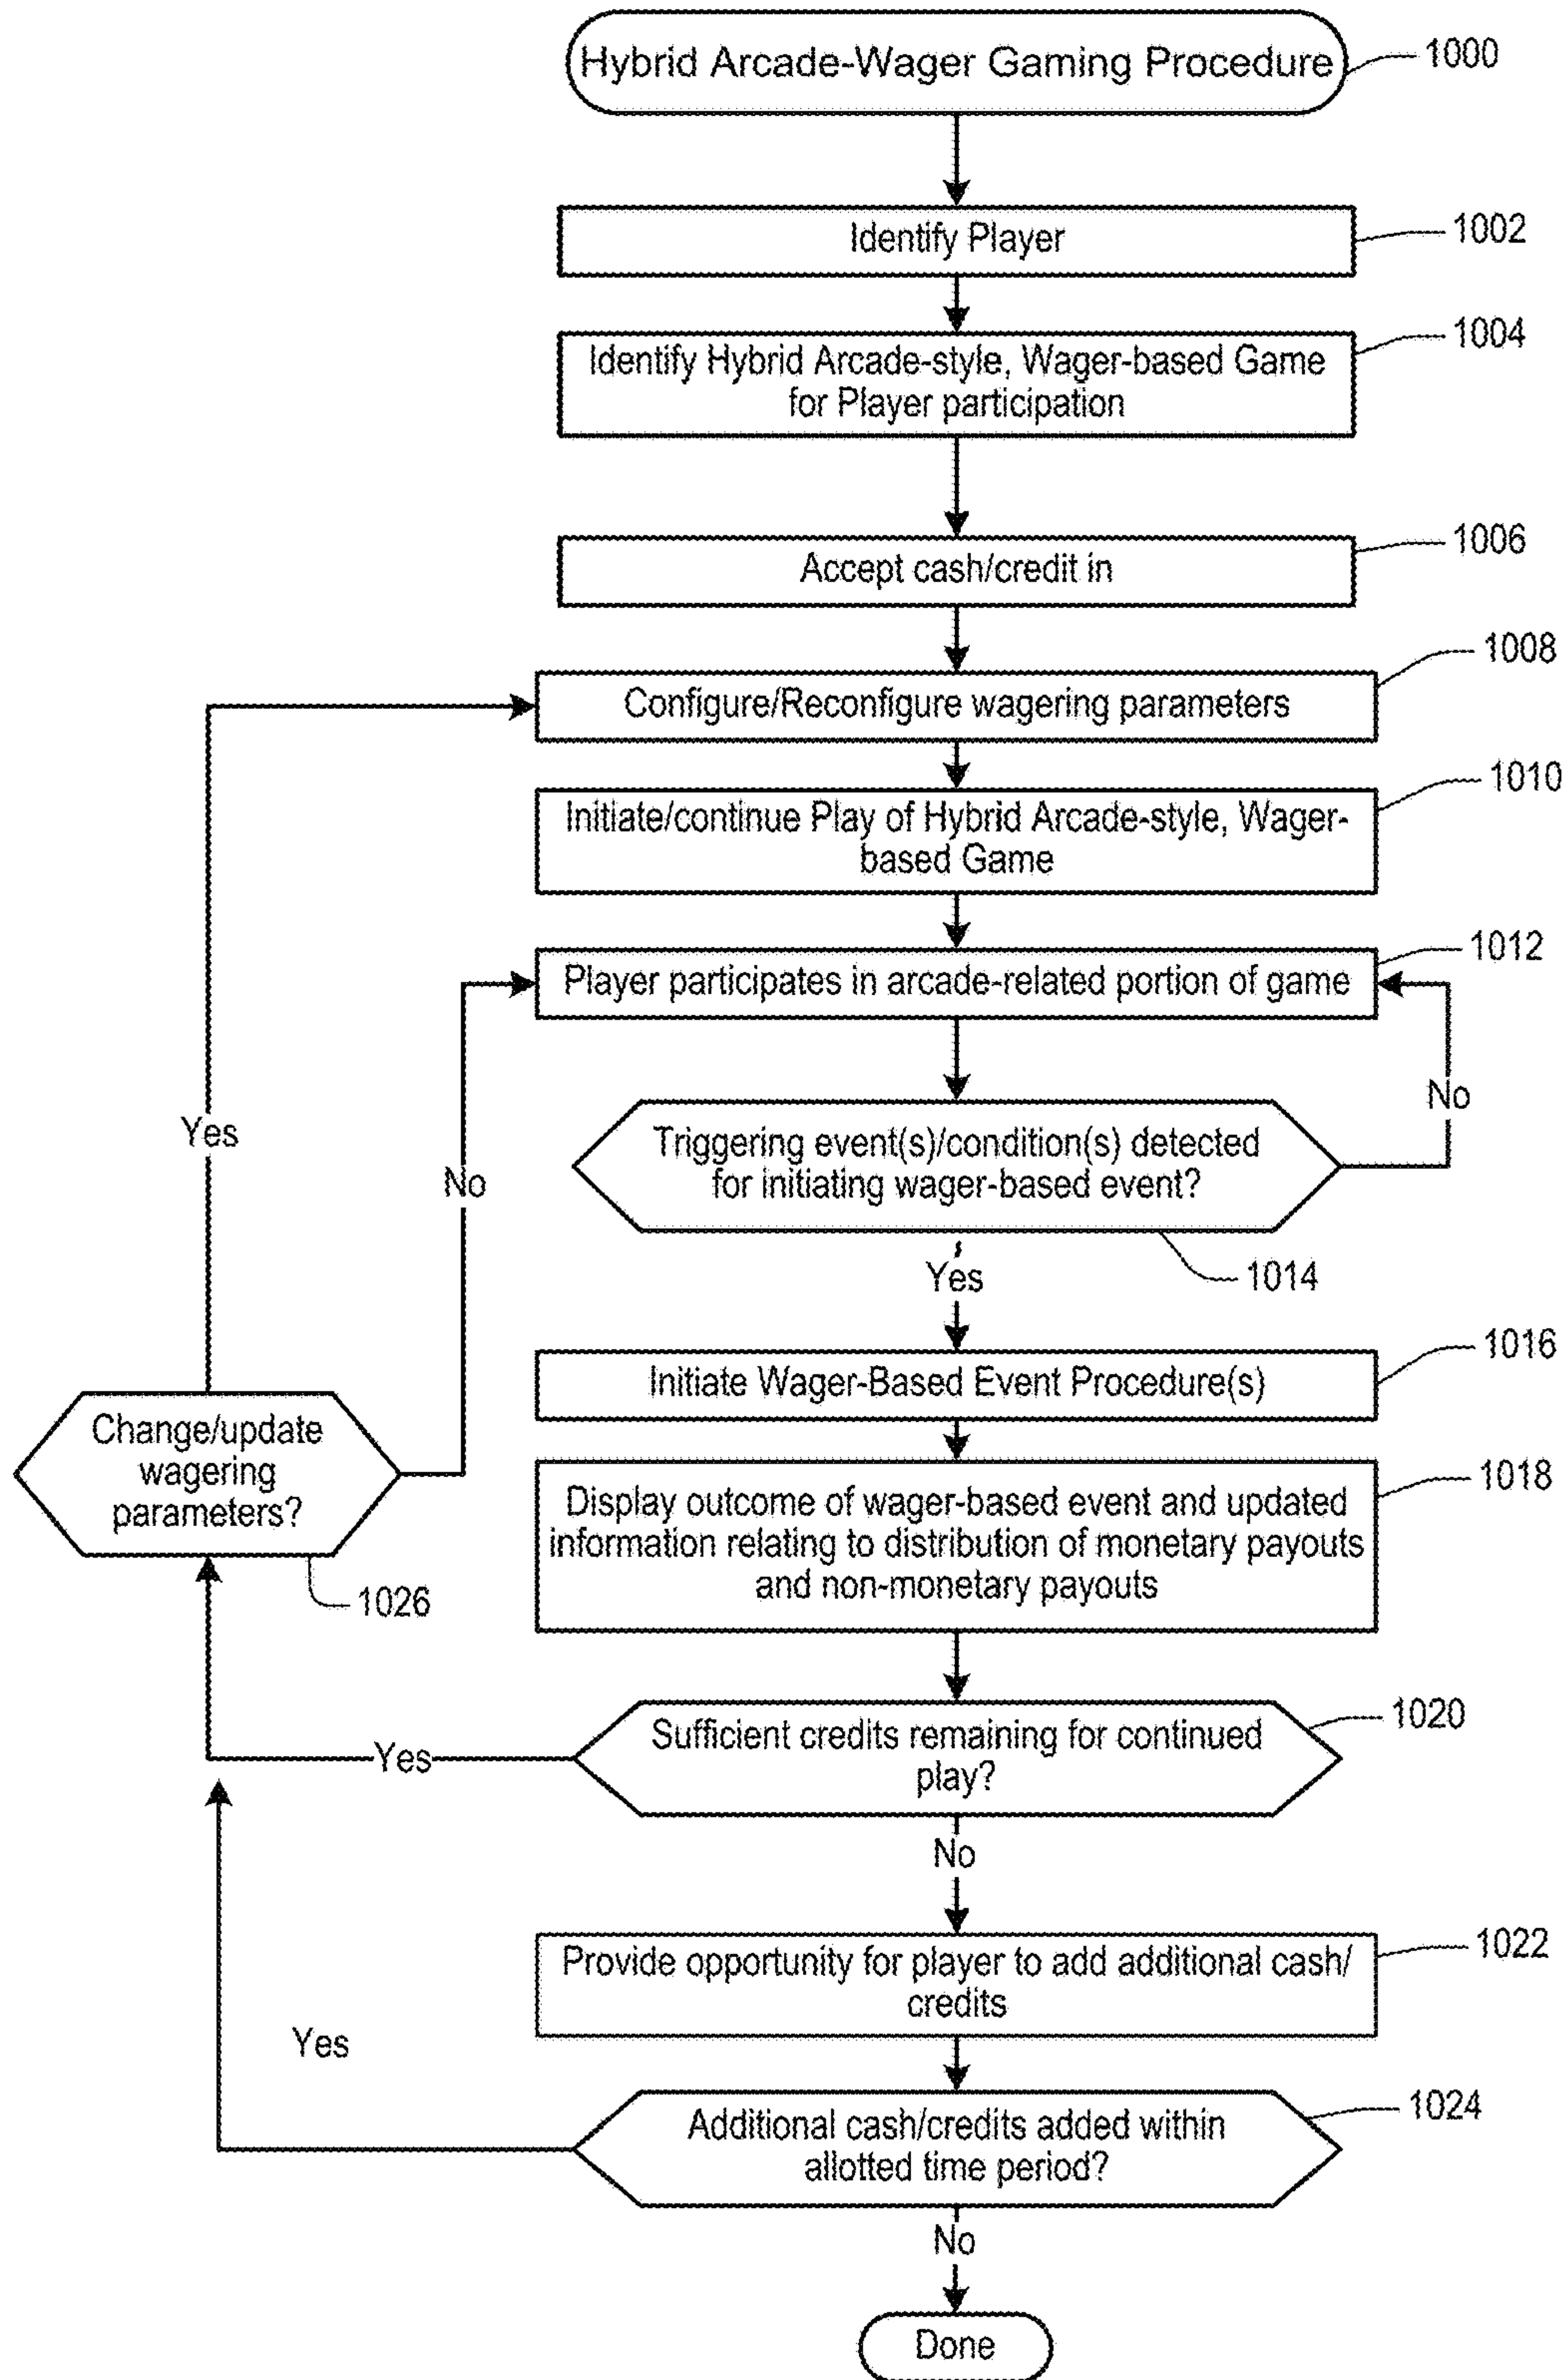 Hybrid Arcade-Wager Gaming Procedure
1000
Identify Player
1002
Identify Hybrid Arcade-style, Wager-based Game
for Player participation
1004
Accept cash/credit in
1006
Configure/Reconfigure wagering parameters
1008
Initiate/continue Play of Hybrid Arcade-style, Wager-
based Game
1010
Player participates in arcade-related portion of game
1012
No
Yes
No
Triggering event(s)/condition(s) detected
for initiating wager-based event?
1014
Yes
Initiate Wager-Based Event Procedure(s)
1016
Change/update
wagering
parameters?
1026
Display outcome of wager-based event and updated
information relating to distribution of monetary payouts
and non-monetary payouts
1018
Sufficient credits remaining for continued
play?
1020
Yes
No
Provide opportunity for player to add additional cash/
credits
1022
Yes
Additional cash/credits added within
allotted time period?
1024
No
Done